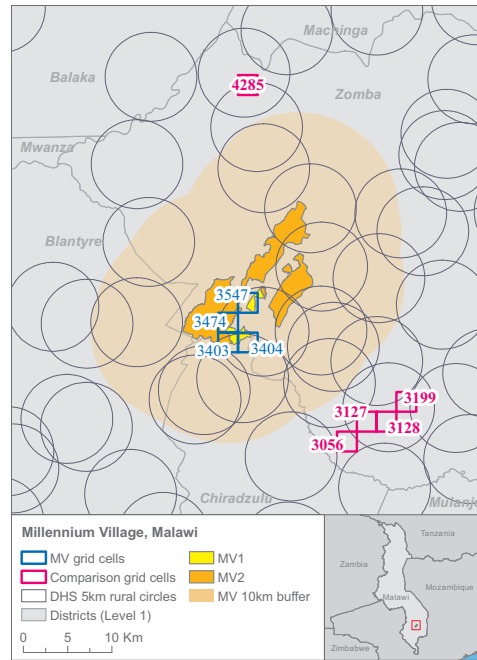 Machinga
Balaka
4285
Zomba
Mwanza
Blantyre
3547
3474
3403 3404
3199
3127
3128
3056
Chiradzulu
Mulanje
Millennium Village, Malawi
MV grid cells
MV1
Comparison grid cells
MV2
DHS 5km rural circles
MV 10km buffer
Districts (Level 1)
0 5 10 Km
Tanzania
Zambia
Malawi
Mozambique
Zimbabwe